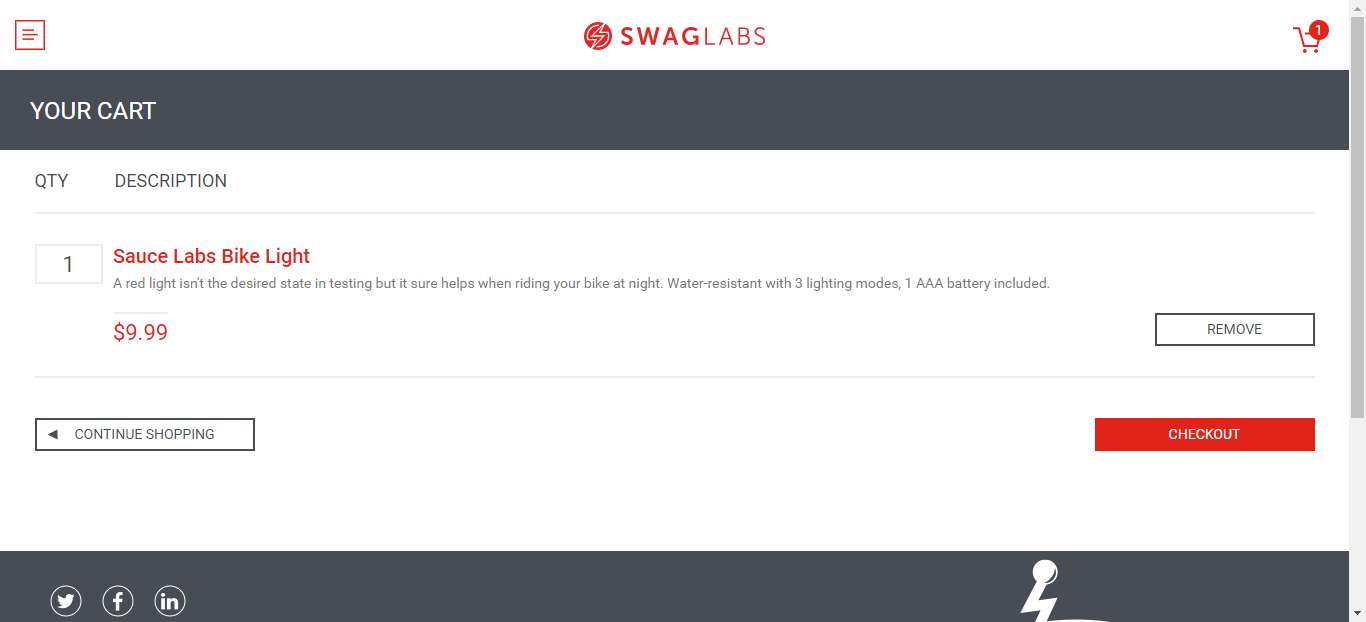 SWAGLABS
1
YOUR CART
QTY DESCRIPTION
1
Sauce Labs Bike Light
A red light isn't the desired state in testing but it sure helps when riding your bike at night. Water-resistant with 3 lighting modes, 1 AAA battery included.
$9.99
REMOVE
CONTINUE SHOPPING
CHECKOUT